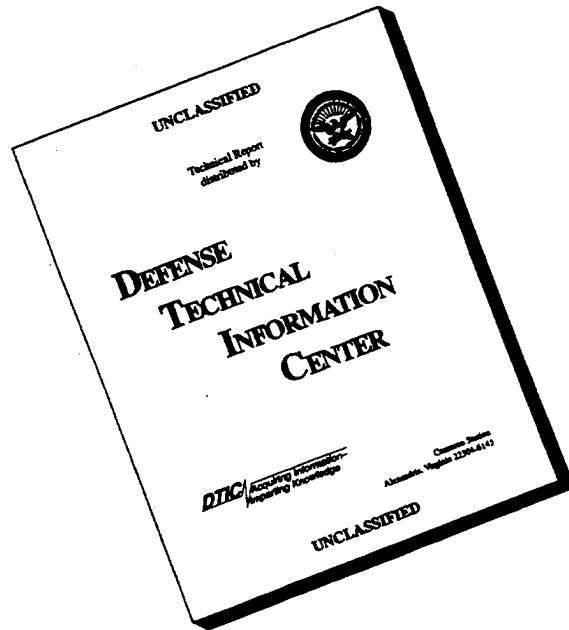 UNCLASSIFIED
Technical Report
distributed by
DEFENSE
TECHNICAL
INFORMATION
CENTER
DTIC
Acquiring Information-
Imparting Knowledge
Cameron Station
Alexandria, Virginia 22304-6145
UNCLASSIFIED